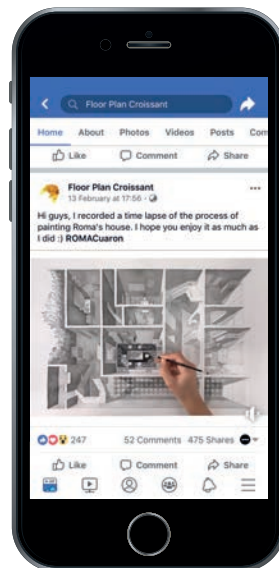 Floor Plan Croissant
Home About Photos Videos Posts Com
Like Comment Share
Floor Plan Croissant
13 February at 17:56
Hi guys, I recorded a time lapse of the process of
painting Roma's house. I hope you enjoy it as much as
I did :) ROMACuaron
247 52 Comments 475 Shares
Like Comment Share